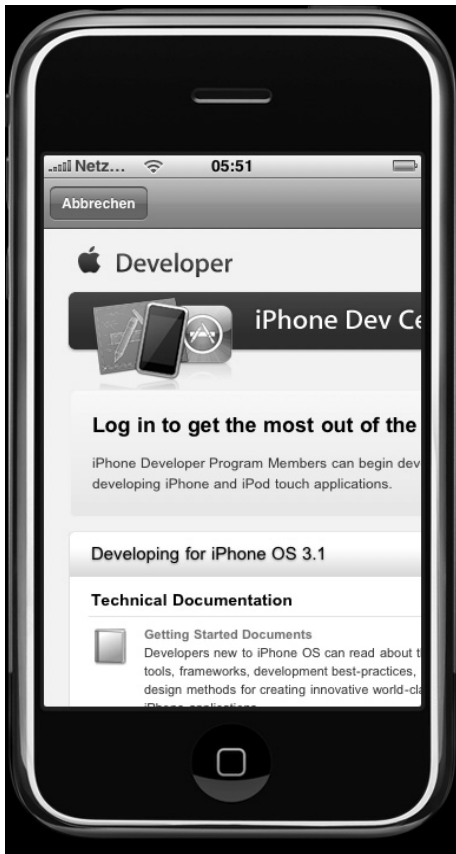 Netz... 05:51
Abbrechen
Developer
iPhone Dev Ce
Log in to get the most out of the
iPhone Developer Program Members can begin dev
developing iPhone and iPod touch applications.
Developing for iPhone OS 3.1
Technical Documentation
Getting Started Documents
Developers new to iPhone OS can read about t
tools, frameworks, development best-practices,
design methods for creating innovative world-cla
iPhone applications